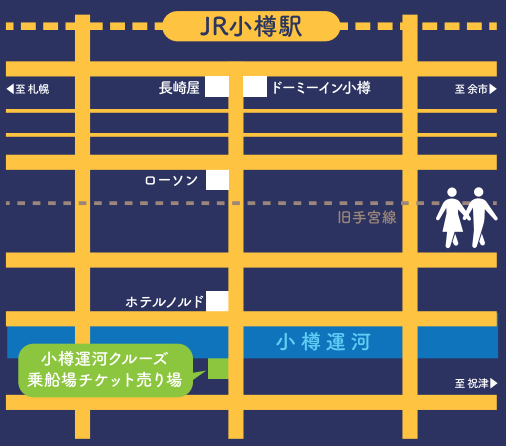 JR小樽駅
至 札幌
長崎屋
ドーミーイン小樽
至 余市
ローソン
旧手宮線
ホテルノルド
小樽運河
小樽運河クルーズ
乗船場チケット売り場
至 祝津